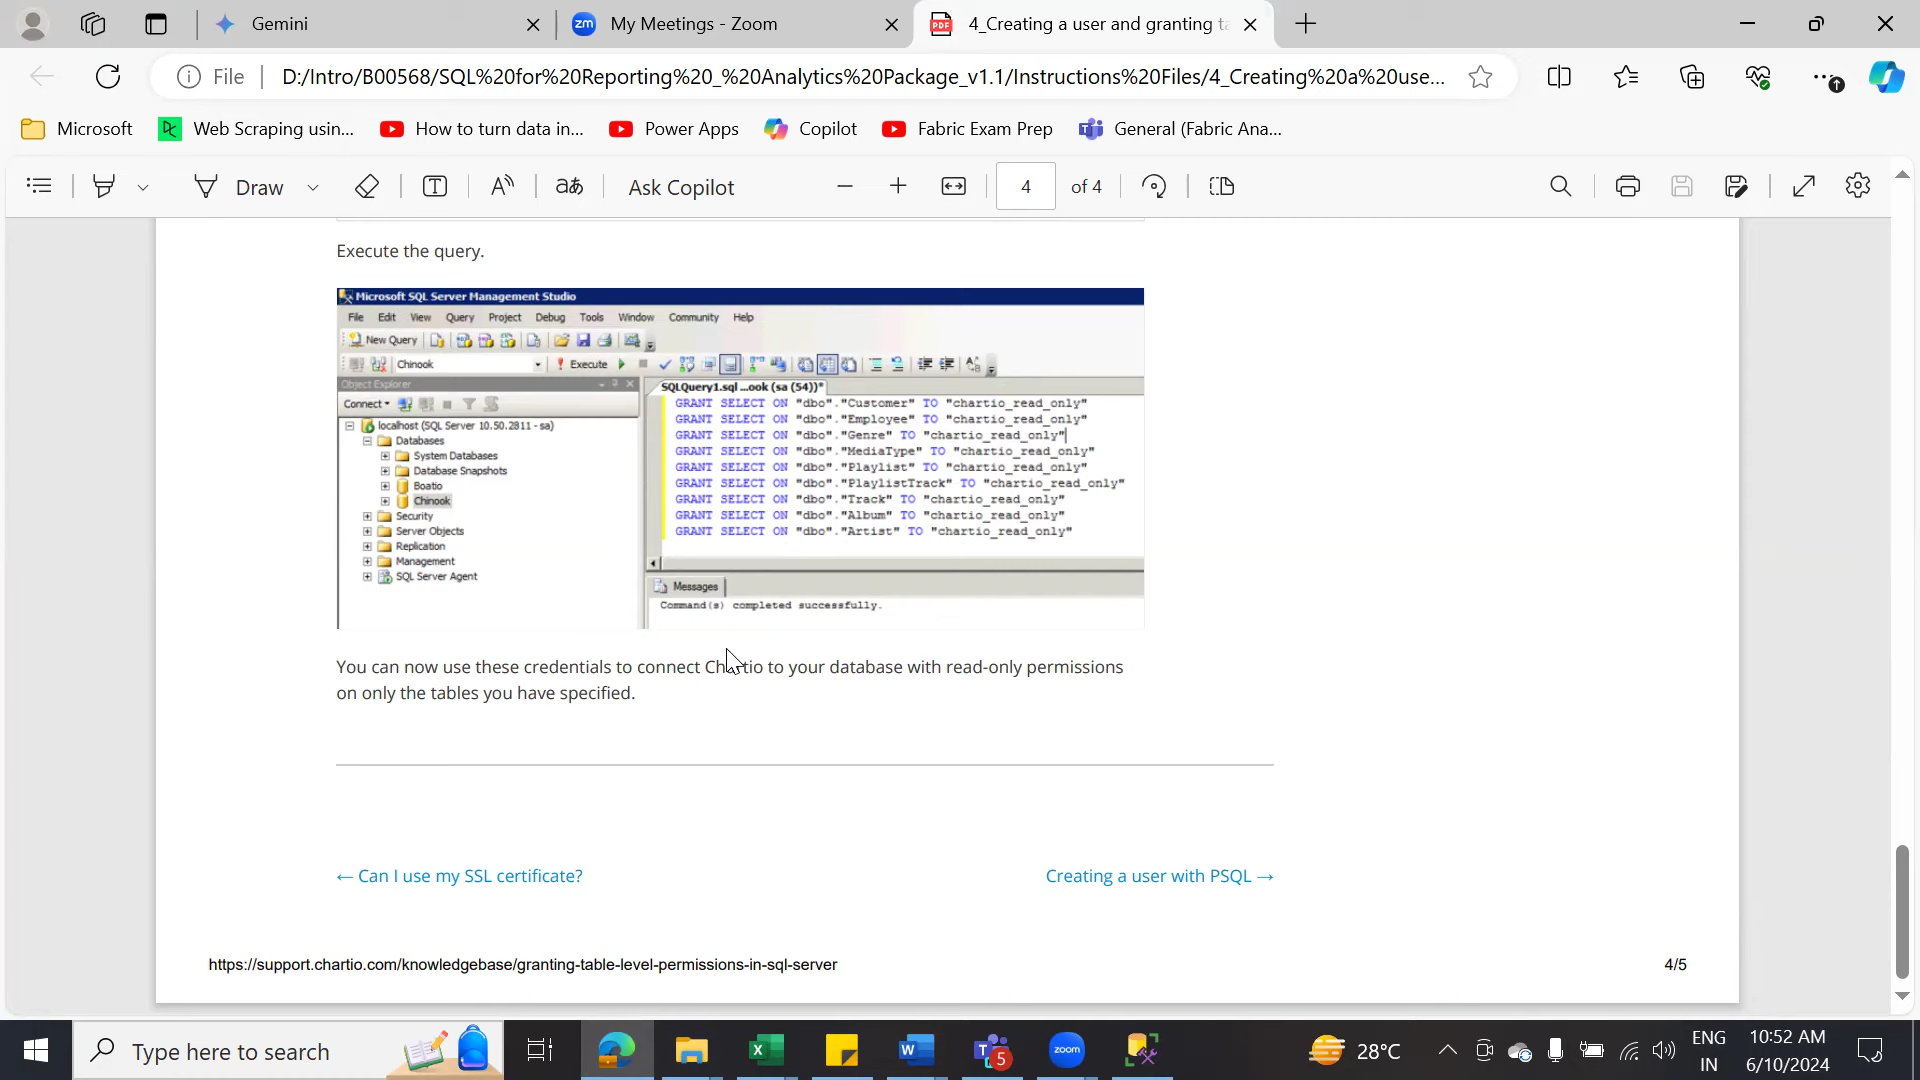 Gemini
zm My Meetings - Zoom
PDF 4_Creating a user and granting ta
File D:/Intro/B00568/SQL%20for%20Reporting%20_%20Analytics%20Package_v1.1/Instructions%20Files/4_Creating%20a%20use...
Microsoft
Web Scraping usin...
How to turn data in...
Power Apps
Copilot
Fabric Exam Prep
General (Fabric Ana...
Draw
Ask Copilot
4 of 4
Execute the query.
Microsoft SQL Server Management Studio
File Edit View Query Project Debug Tools Window Community Help
New Query
Chinook
Execute
Object Explorer
SQLQuery1.sql ...ook (sa (54))*
Connect
localhost (SQL Server 10.50.2811 - sa)
Databases
System Databases
Database Snapshots
Boatio
Chinook
Security
Server Objects
Replication
Management
SQL Server Agent
GRANT SELECT ON "dbo"."Customer" TO "chartio_read_only"
GRANT SELECT ON "dbo"."Employee" TO "chartio_read_only"
GRANT SELECT ON "dbo"."Genre" TO "chartio_read_only"
GRANT SELECT ON "dbo"."MediaType" TO "chartio_read_only"
GRANT SELECT ON "dbo"."Playlist" TO "chartio_read_only"
GRANT SELECT ON "dbo"."PlaylistTrack" TO "chartio_read_only"
GRANT SELECT ON "dbo"."Track" TO "chartio_read_only"
GRANT SELECT ON "dbo"."Album" TO "chartio_read_only"
GRANT SELECT ON "dbo"."Artist" TO "chartio_read_only"
Messages
Command(s) completed successfully.
You can now use these credentials to connect Chartio to your database with read-only permissions
on only the tables you have specified.
← Can I use my SSL certificate?
Creating a user with PSQL →
https://support.chartio.com/knowledgebase/granting-table-level-permissions-in-sql-server
4/5
Type here to search
5
zoom
28°C
ENG
IN
10:52 AM
6/10/2024